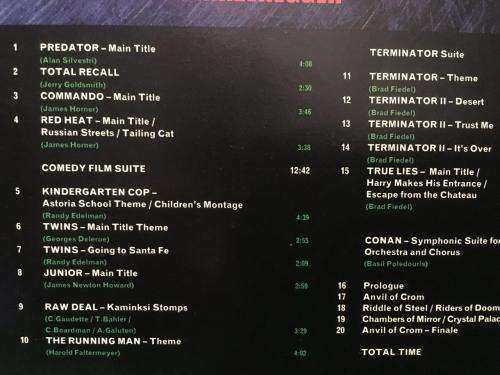 1 PREDATOR – Main Title
(Alan Silvestri) 4:08
2 TOTAL RECALL
(Jerry Goldsmith) 2:30
3 COMMANDO – Main Title
(James Horner) 3:46
4 RED HEAT – Main Title /
Russian Streets / Tailing Cat
(James Horner) 3:38
COMEDY FILM SUITE 12:42
5 KINDERGARTEN COP –
Astoria School Theme / Children's Montage
(Randy Edelman) 4:39
6 TWINS – Main Title Theme
(Georges Delerue) 2:55
7 TWINS – Going to Santa Fe
(Randy Edelman) 2:09
8 JUNIOR – Main Title
(James Newton Howard) 2:59
9 RAW DEAL – Kaminksi Stomps
(C.Gaudette / T.Bahler /
C.Boardman / A.Galuten) 3:29
10 THE RUNNING MAN – Theme
(Harold Faltermeyer) 4:02
TERMINATOR Suite
11 TERMINATOR – Theme
(Brad Fiedel)
12 TERMINATOR II – Desert
(Brad Fiedel)
13 TERMINATOR II – Trust Me
(Brad Fiedel)
14 TERMINATOR II – It's Over
(Brad Fiedel)
15 TRUE LIES – Main Title /
Harry Makes His Entrance /
Escape from the Chateau
(Brad Fiedel)
CONAN – Symphonic Suite for
Orchestra and Chorus
(Basil Poledouris)
16 Prologue
17 Anvil of Crom
18 Riddle of Steel / Riders of Doom
19 Chambers of Mirror / Crystal Palac
20 Anvil of Crom – Finale
TOTAL TIME